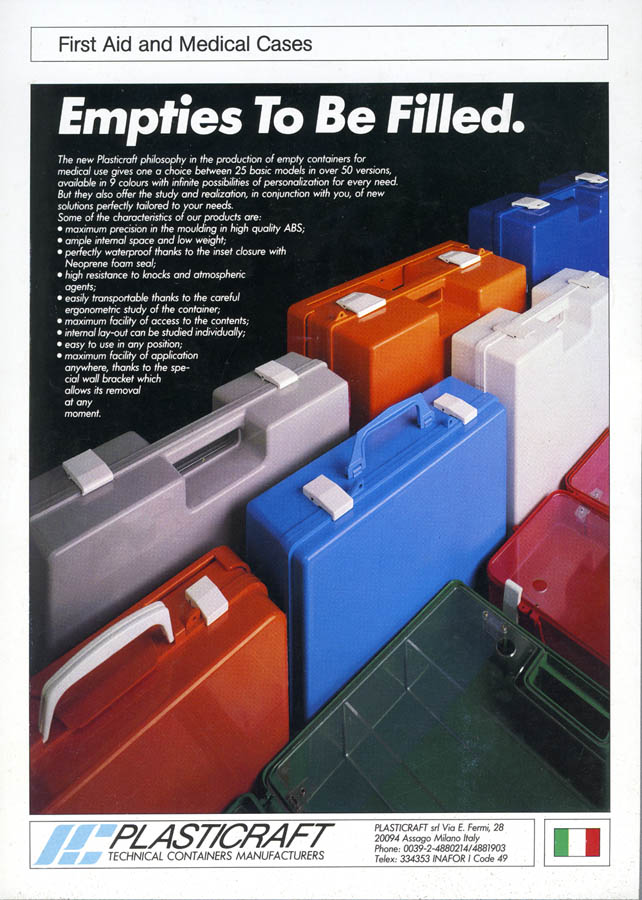 First Aid and Medical Cases
Empties To Be Filled.
The new Plasticraft philosophy in the production of empty containers for
medical use gives one a choice between 25 basic models in over 50 versions,
available in 9 colours with infinite possibilities of personalization for every need.
But they also offer the study and realization, in conjunction with you, of new
solutions perfectly tailored to your needs.
Some of the characteristics of our products are:
• maximum precision in the moulding in high quality ABS;
• ample internal space and low weight;
• perfectly waterproof thanks to the inset closure with
Neoprene foam seal;
• high resistance to knocks and atmospheric
agents;
• easily transportable thanks to the careful
ergonometric study of the container;
• maximum facility of access to the contents;
• internal lay-out can be studied individually;
• easy to use in any position;
• maximum facility of application
anywhere, thanks to the spe-
cial wall bracket which
allows its removal
at any
moment.
PLASTICRAFT
TECHNICAL CONTAINERS MANUFACTURERS
PLASTICRAFT srl Via E. Fermi, 28
20094 Assago Milano Italy
Phone: 0039-2-4880214/4881903
Telex: 334353 INAFOR I Code 49